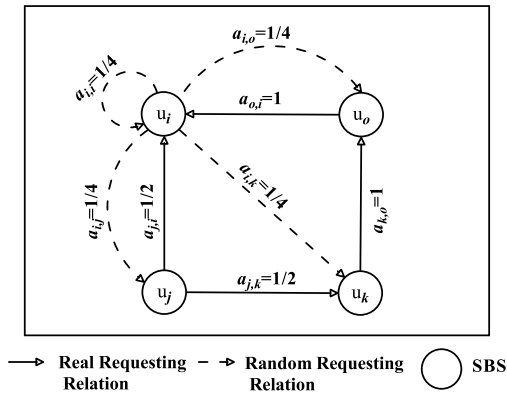 a_{i,o}=1/4
a_{i,i}=1/4
a_{o,i}=1
u_i
u_o
a_{i,k}=1/4
a_{i,j}=1/4
a_{j,i}=1/2
a_{k,o}=1
a_{j,k}=1/2
u_j
u_k
Real Requesting
Relation
Random Requesting
Relation
SBS